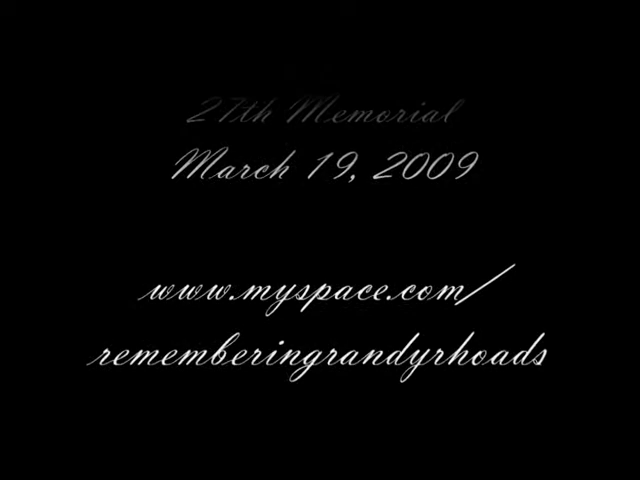 27th Memorial
March 19, 2009
www.myspace.com/
rememberingrandyrhoads